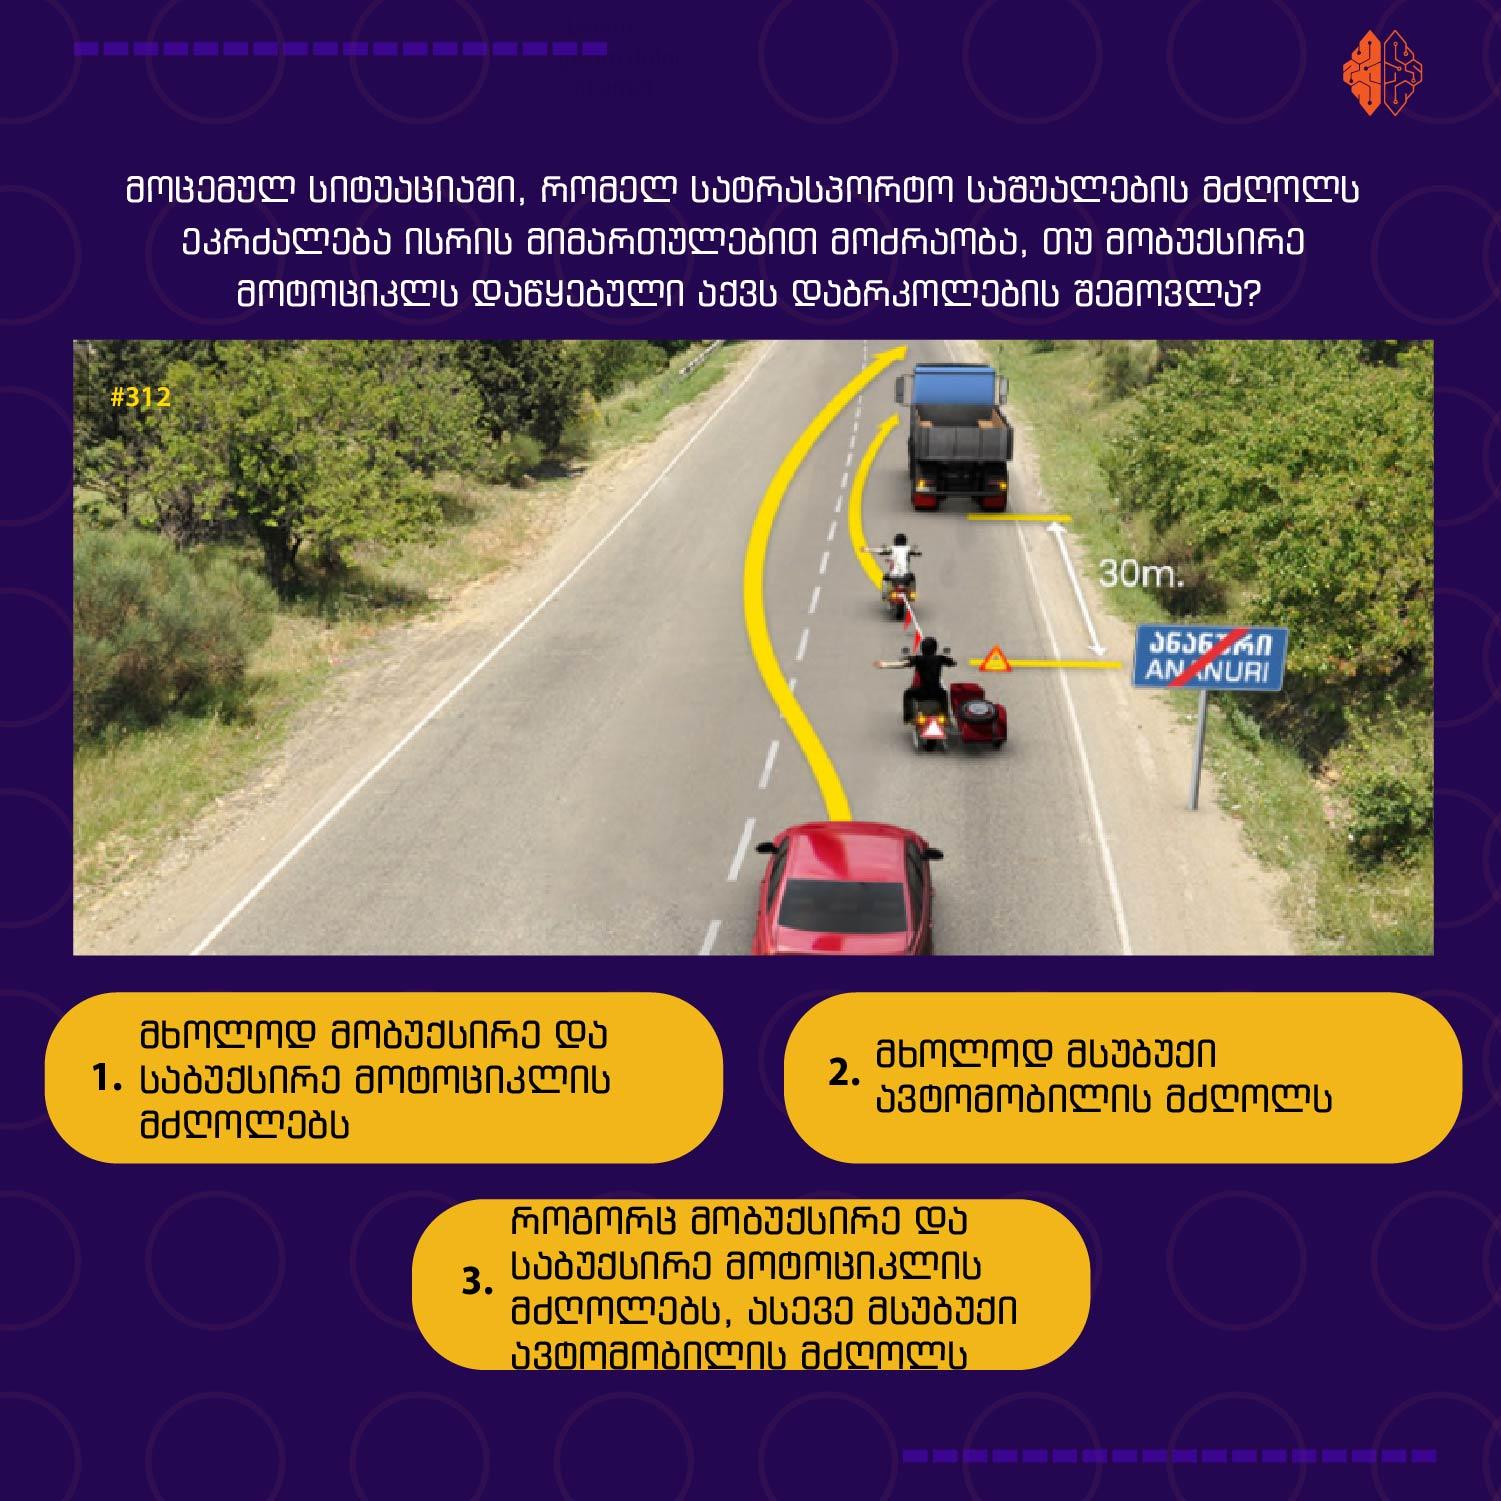 მოცემულ სიტუაციაში, რომელ სატრასპორტო საშუალების მძღოლს
ეკრძალება ისრის მიმართულებით მოძრაობა, თუ მობუქსირე
მოტოციკლს დაწყებული აქვს დაბრკოლების შემოვლა?
#312
30m.
ანანური
ANANURI
1. მხოლოდ მობუქსირე და
საბუქსირე მოტოციკლის
მძღოლებს
2. მხოლოდ მსუბუქი
ავტომობილის მძღოლს
3. როგორც მობუქსირე და
საბუქსირე მოტოციკლის
მძღოლებს, ასევე მსუბუქი
ავტომობილის მძღოლს